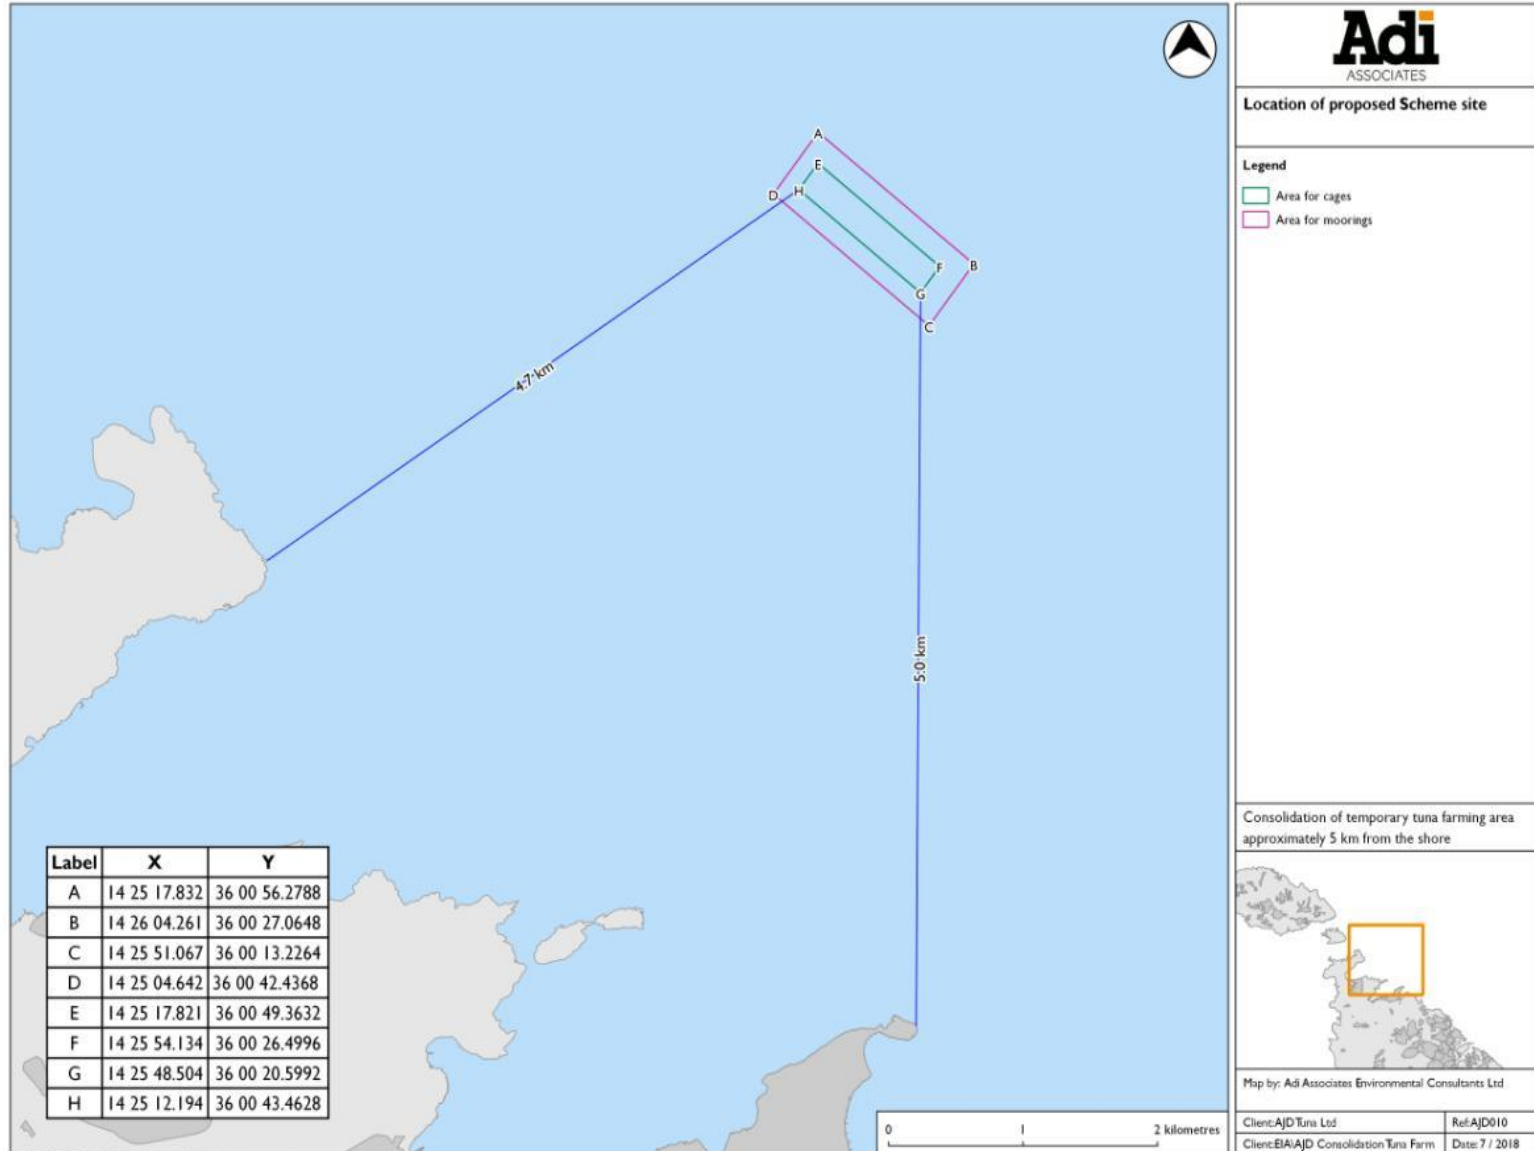 Adi
ASSOCIATES
Location of proposed Scheme site
Legend
Area for cages
Area for moorings
A
E
D
H
F
B
G
C
4.7 km
5.0 km
Label X Y
A 14 25 17.832 36 00 56.2788
B 14 26 04.261 36 00 27.0648
C 14 25 51.067 36 00 13.2264
D 14 25 04.642 36 00 42.4368
E 14 25 17.821 36 00 49.3632
F 14 25 54.134 36 00 26.4996
G 14 25 48.504 36 00 20.5992
H 14 25 12.194 36 00 43.4628
0 1 2 kilometres
Consolidation of temporary tuna farming area
approximately 5 km from the shore
Map by: Adi Associates Environmental Consultants Ltd
Client:AJD Tuna Ltd Ref:AJD010
Client:EIA\AJD Consolidation Tuna Farm Date: 7 / 2018